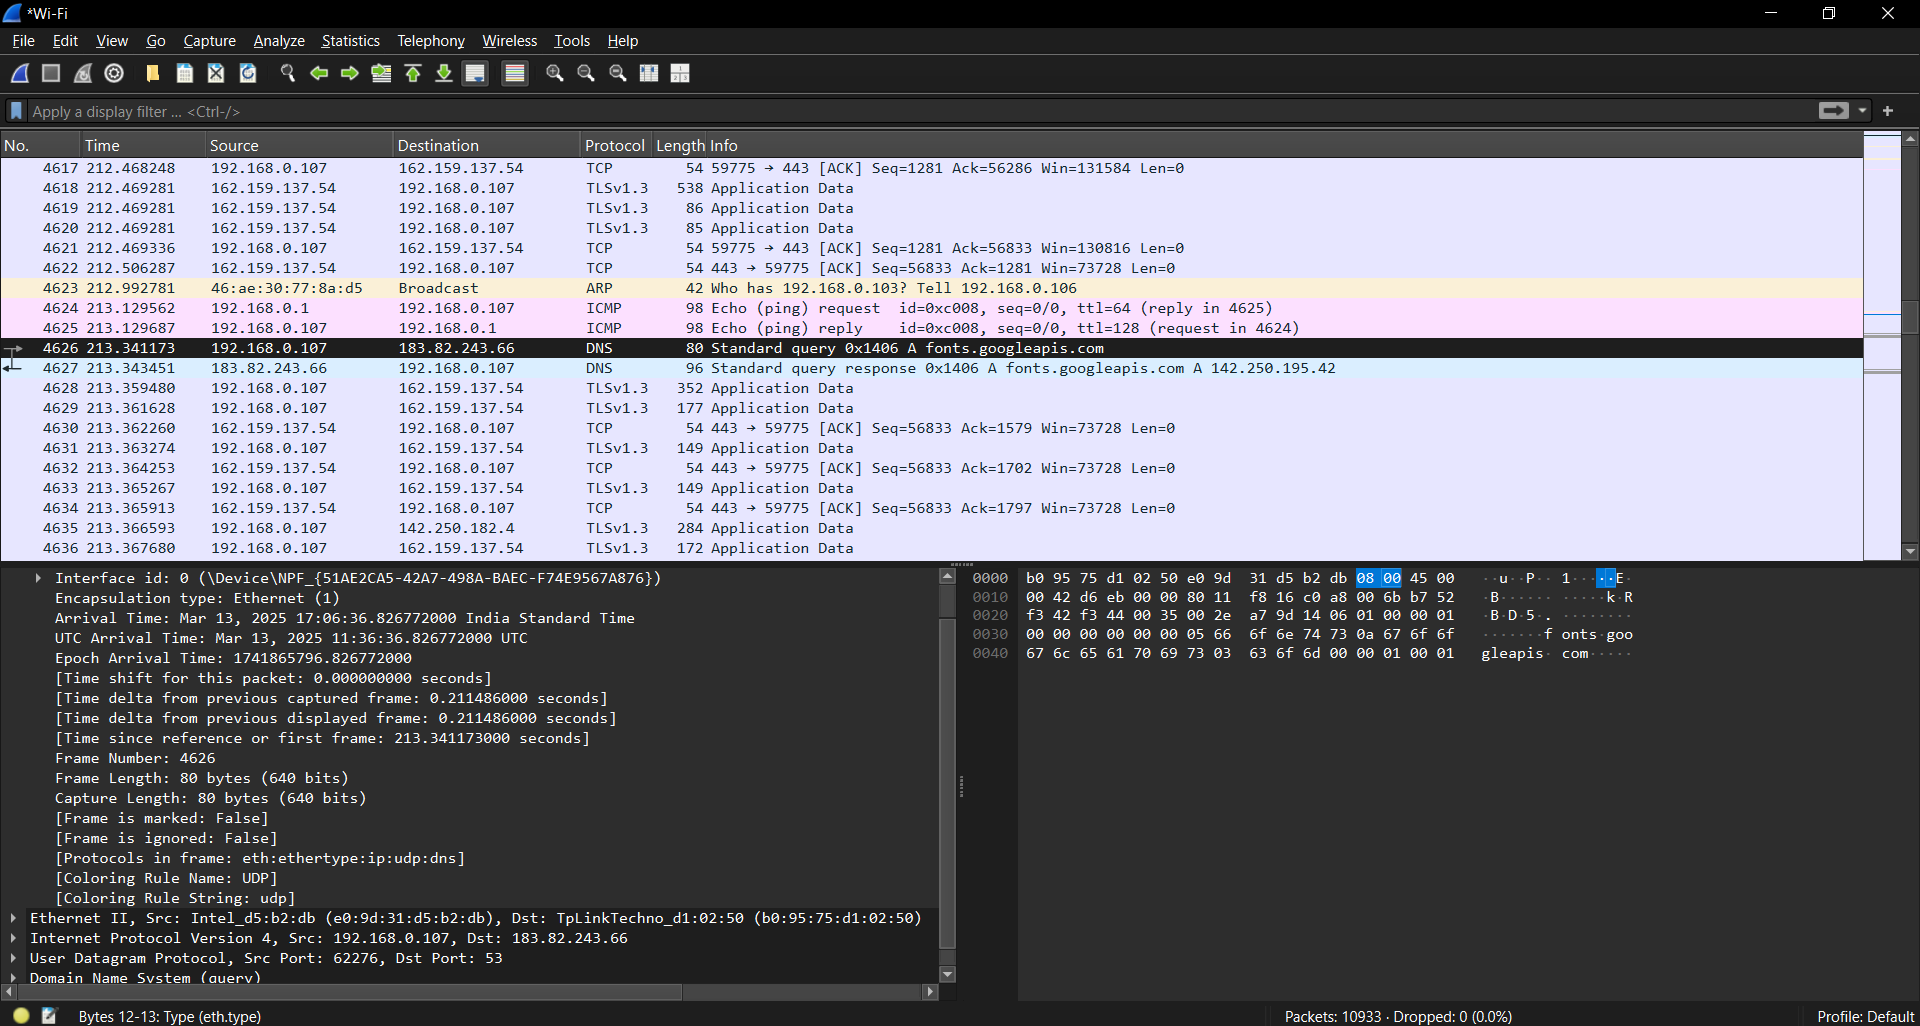 *Wi-Fi
File Edit View Go Capture Analyze Statistics Telephony Wireless Tools Help
Apply a display filter ... <Ctrl-/>
No. Time Source Destination Protocol Length Info
4617 212.468248 192.168.0.107 162.159.137.54 TCP 54 59775 → 443 [ACK] Seq=1281 Ack=56286 Win=131584 Len=0
4618 212.469281 162.159.137.54 192.168.0.107 TLSv1.3 538 Application Data
4619 212.469281 162.159.137.54 192.168.0.107 TLSv1.3 86 Application Data
4620 212.469281 162.159.137.54 192.168.0.107 TLSv1.3 85 Application Data
4621 212.469336 192.168.0.107 162.159.137.54 TCP 54 59775 → 443 [ACK] Seq=1281 Ack=56833 Win=130816 Len=0
4622 212.506287 162.159.137.54 192.168.0.107 TCP 54 443 → 59775 [ACK] Seq=56833 Ack=1281 Win=73728 Len=0
4623 212.992781 46:ae:30:77:8a:d5 Broadcast ARP 42 Who has 192.168.0.103? Tell 192.168.0.106
4624 213.129562 192.168.0.1 192.168.0.107 ICMP 98 Echo (ping) request id=0xc008, seq=0/0, ttl=64 (reply in 4625)
4625 213.129687 192.168.0.107 192.168.0.1 ICMP 98 Echo (ping) reply id=0xc008, seq=0/0, ttl=128 (request in 4624)
4626 213.341173 192.168.0.107 183.82.243.66 DNS 80 Standard query 0x1406 A fonts.googleapis.com
4627 213.343451 183.82.243.66 192.168.0.107 DNS 96 Standard query response 0x1406 A fonts.googleapis.com A 142.250.195.42
4628 213.359480 192.168.0.107 162.159.137.54 TLSv1.3 352 Application Data
4629 213.361628 192.168.0.107 162.159.137.54 TLSv1.3 177 Application Data
4630 213.362260 162.159.137.54 192.168.0.107 TCP 54 443 → 59775 [ACK] Seq=56833 Ack=1579 Win=73728 Len=0
4631 213.363274 192.168.0.107 162.159.137.54 TLSv1.3 149 Application Data
4632 213.364253 162.159.137.54 192.168.0.107 TCP 54 443 → 59775 [ACK] Seq=56833 Ack=1702 Win=73728 Len=0
4633 213.365267 192.168.0.107 162.159.137.54 TLSv1.3 149 Application Data
4634 213.365913 162.159.137.54 192.168.0.107 TCP 54 443 → 59775 [ACK] Seq=56833 Ack=1797 Win=73728 Len=0
4635 213.366593 192.168.0.107 142.250.182.4 TLSv1.3 284 Application Data
4636 213.367680 192.168.0.107 162.159.137.54 TLSv1.3 172 Application Data
Interface id: 0 (\Device\NPF_{51AE2CA5-42A7-498A-BAEC-F74E9567A876})
Encapsulation type: Ethernet (1)
Arrival Time: Mar 13, 2025 17:06:36.826772000 India Standard Time
UTC Arrival Time: Mar 13, 2025 11:36:36.826772000 UTC
Epoch Arrival Time: 1741865796.826772000
[Time shift for this packet: 0.000000000 seconds]
[Time delta from previous captured frame: 0.211486000 seconds]
[Time delta from previous displayed frame: 0.211486000 seconds]
[Time since reference or first frame: 213.341173000 seconds]
Frame Number: 4626
Frame Length: 80 bytes (640 bits)
Capture Length: 80 bytes (640 bits)
[Frame is marked: False]
[Frame is ignored: False]
[Protocols in frame: eth:ethertype:ip:udp:dns]
[Coloring Rule Name: UDP]
[Coloring Rule String: udp]
Ethernet II, Src: Intel_d5:b2:db (e0:9d:31:d5:b2:db), Dst: TpLinkTechno_d1:02:50 (b0:95:75:d1:02:50)
Internet Protocol Version 4, Src: 192.168.0.107, Dst: 183.82.243.66
User Datagram Protocol, Src Port: 62276, Dst Port: 53
Domain Name System (query)
0000 b0 95 75 d1 02 50 e0 9d 31 d5 b2 db 08 00 45 00 ··u··P·· 1·····E·
0010 00 42 d6 eb 00 00 80 11 f8 16 c0 a8 00 6b b7 52 ·B······ ·····k·R
0020 f3 42 f3 44 00 35 00 2e a7 9d 14 06 01 00 00 01 ·B·D·5·. ········
0030 00 00 00 00 00 00 05 66 6f 6e 74 73 0a 67 6f 6f ·······f onts·goo
0040 67 6c 65 61 70 69 73 03 63 6f 6d 00 00 01 00 01 gleapis· com·····
Bytes 12-13: Type (eth.type)
Packets: 10933 · Dropped: 0 (0.0%)
Profile: Default